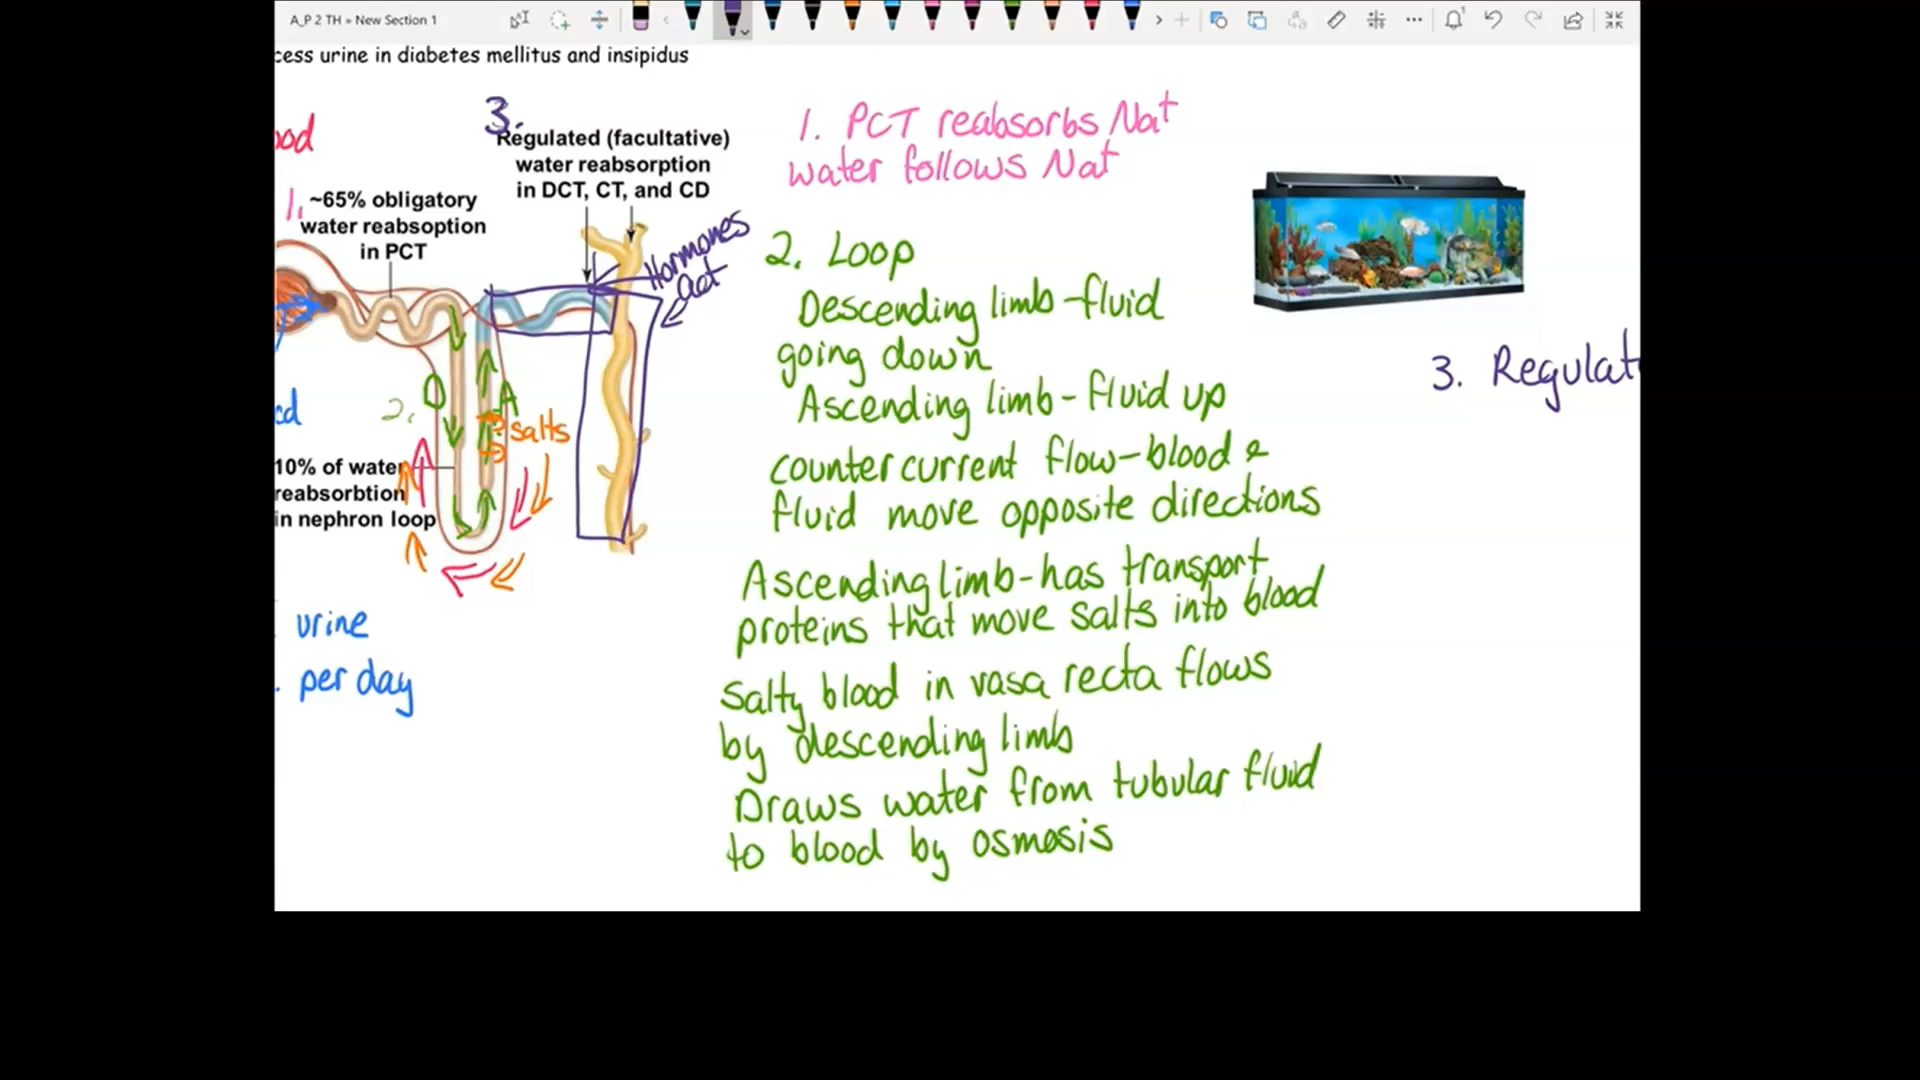 A_P 2 TH » New Section 1
cess urine in diabetes mellitus and insipidus
3.
Regulated (facultative)
water reabsorption
in DCT, CT, and CD
ood
1.
~65% obligatory
water reabsoption
in PCT
Hormones
act
D
A
2.
salts
cd
10% of water
reabsorbtion
in nephron loop
urine
. per day
1. PCT reabsorbs Na+
water follows Na+
2. Loop
Descending limb-fluid
going down
Ascending limb-fluid up
counter current flow-blood &
fluid move opposite directions
Ascending limb-has transport
proteins that move salts into blood
Salty blood in vasa recta flows
by descending limb
Draws water from tubular fluid
to blood by osmosis
3. Regulat